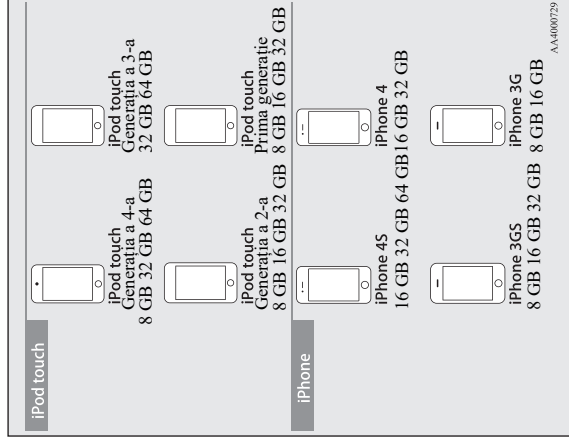 iPod touch
iPod touch
Generația a 4-a
8 GB 32 GB 64 GB
iPod touch
Generația a 3-a
32 GB 64 GB
iPod touch
Generația a 2-a
8 GB 16 GB 32 GB
iPod touch
Prima generație
8 GB 16 GB 32 GB
iPhone
iPhone 4S
16 GB 32 GB 64 GB
iPhone 4
16 GB 32 GB
iPhone 3GS
8 GB 16 GB 32 GB
iPhone 3G
8 GB 16 GB
AA4000729